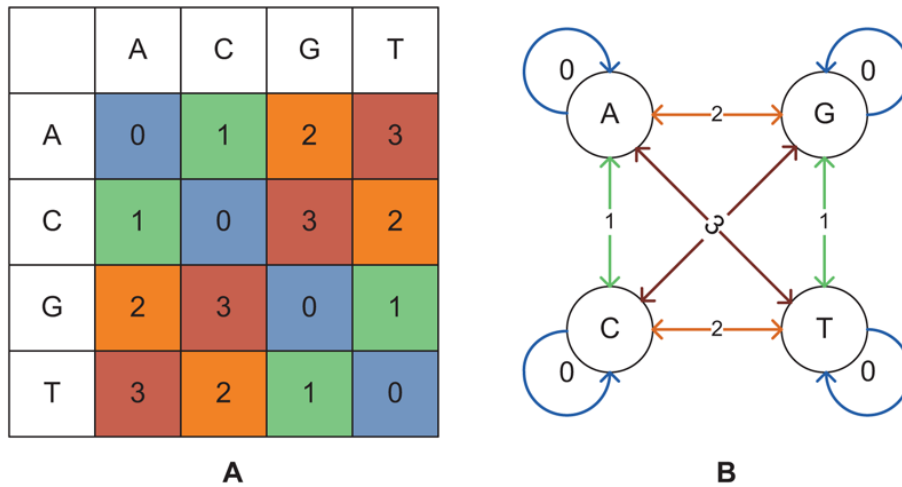 A C G T
A 0 1 2 3
C 1 0 3 2
G 2 3 0 1
T 3 2 1 0
A
0 0
A 2 G
1 3 1
C 2 T
0 0
B